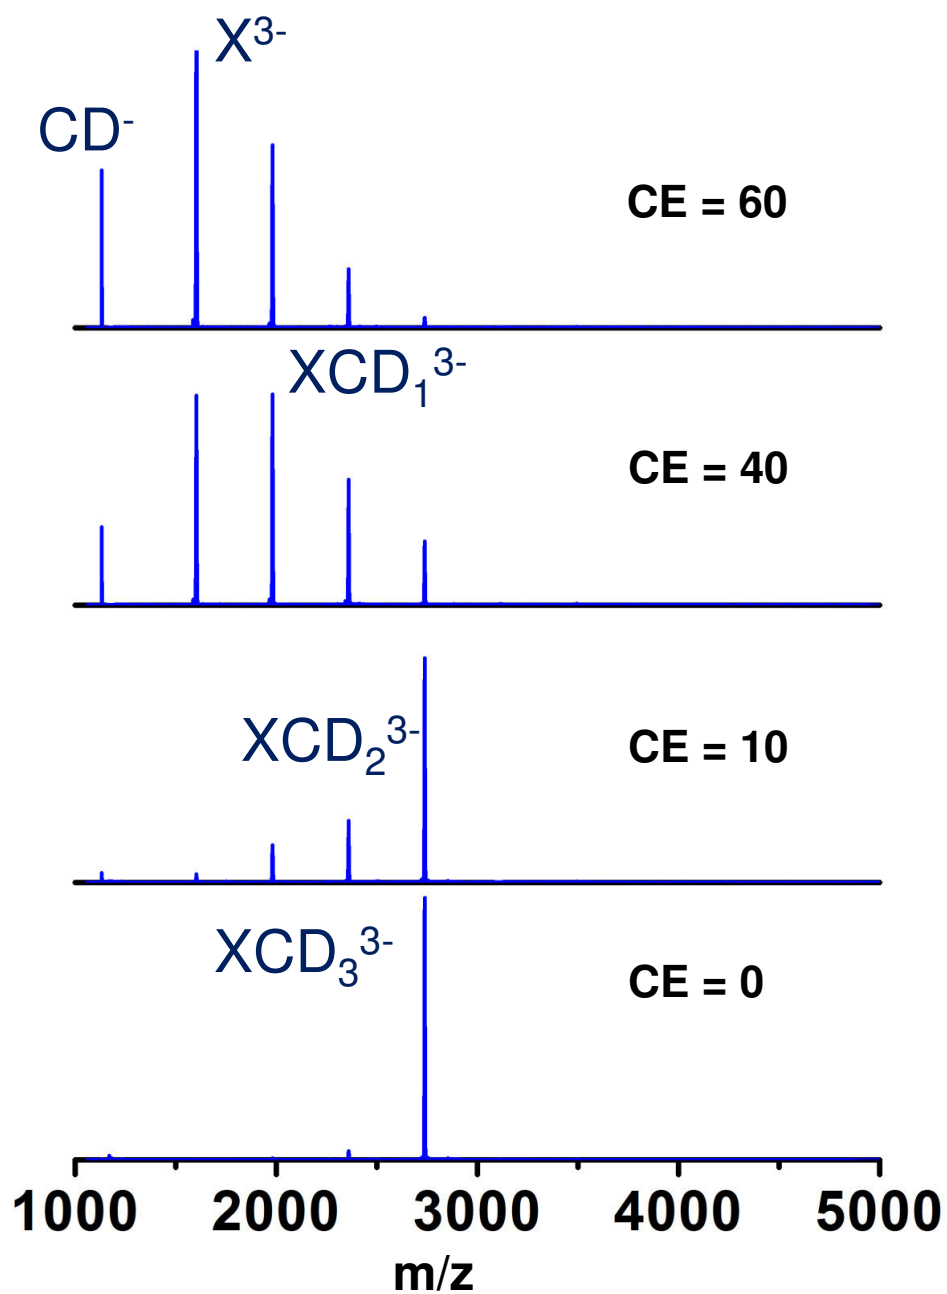 X³⁻
CD⁻
CE = 60
XCD₁³⁻
CE = 40
XCD₂³⁻
CE = 10
XCD₃³⁻
CE = 0
1000 2000 3000 4000 5000
m/z